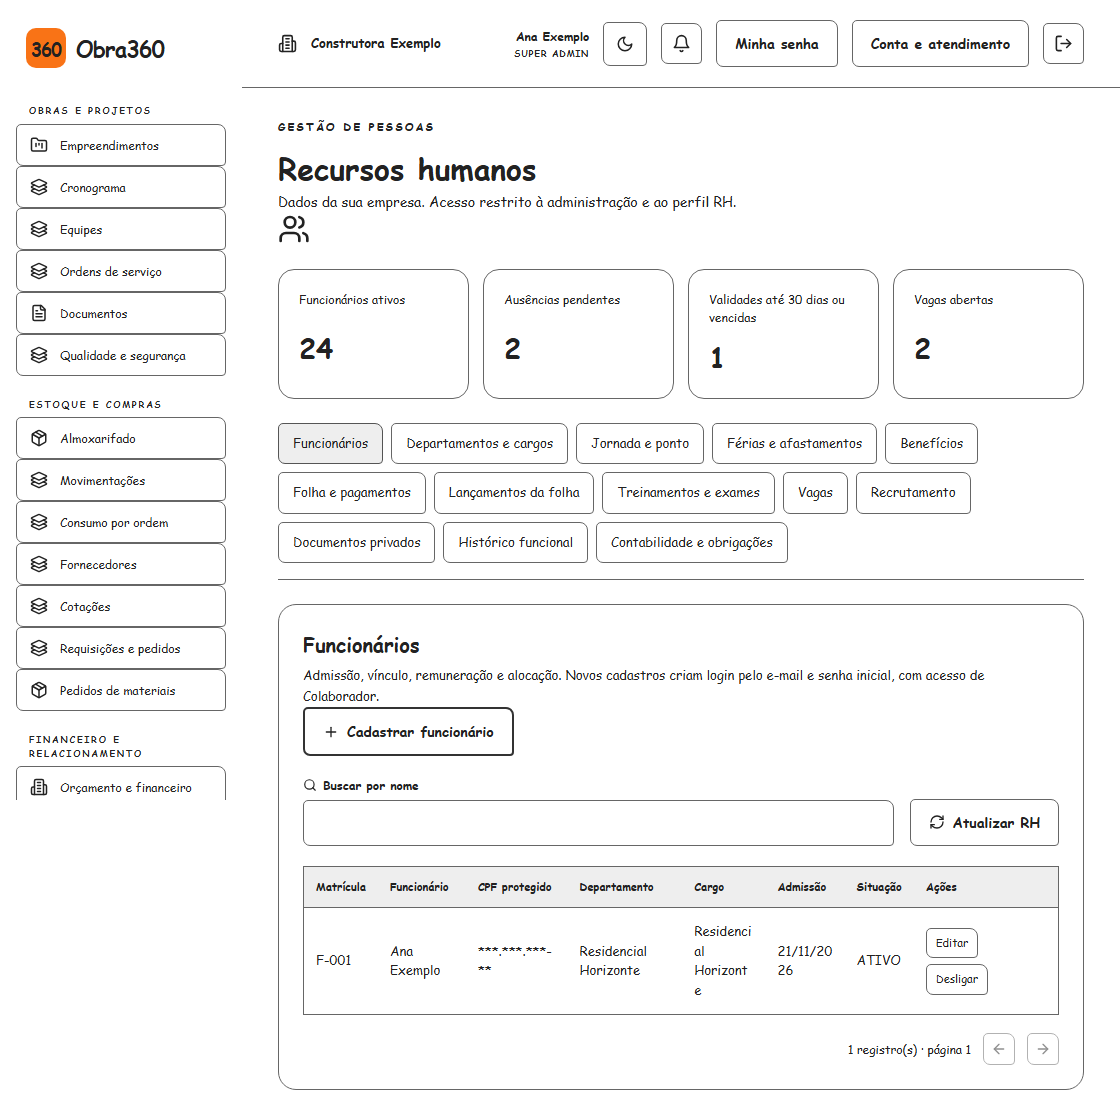 360 Obra360
OBRAS E PROJETOS
Empreendimentos
Cronograma
Equipes
Ordens de serviço
Documentos
Qualidade e segurança
ESTOQUE E COMPRAS
Almoxarifado
Movimentações
Consumo por ordem
Fornecedores
Cotações
Requisições e pedidos
Pedidos de materiais
FINANCEIRO E
RELACIONAMENTO
Orçamento e financeiro
Construtora Exemplo
Ana Exemplo
SUPER ADMIN
Minha senha
Conta e atendimento
GESTÃO DE PESSOAS
Recursos humanos
Dados da sua empresa. Acesso restrito à administração e ao perfil RH.
Funcionários ativos
24
Ausências pendentes
2
Validades até 30 dias ou
vencidas
1
Vagas abertas
2
Funcionários
Departamentos e cargos
Jornada e ponto
Férias e afastamentos
Benefícios
Folha e pagamentos
Lançamentos da folha
Treinamentos e exames
Vagas
Recrutamento
Documentos privados
Histórico funcional
Contabilidade e obrigações
Funcionários
Admissão, vínculo, remuneração e alocação. Novos cadastros criam login pelo e-mail e senha inicial, com acesso de
Colaborador.
+ Cadastrar funcionário
Buscar por nome
Atualizar RH
Matrícula Funcionário CPF protegido Departamento Cargo Admissão Situação Ações
F-001
Ana
Exemplo
***.***.***-
**
Residencial
Horizonte
Residenci
al
Horizont
e
21/11/20
26
ATIVO
Editar
Desligar
1 registro(s) · página 1